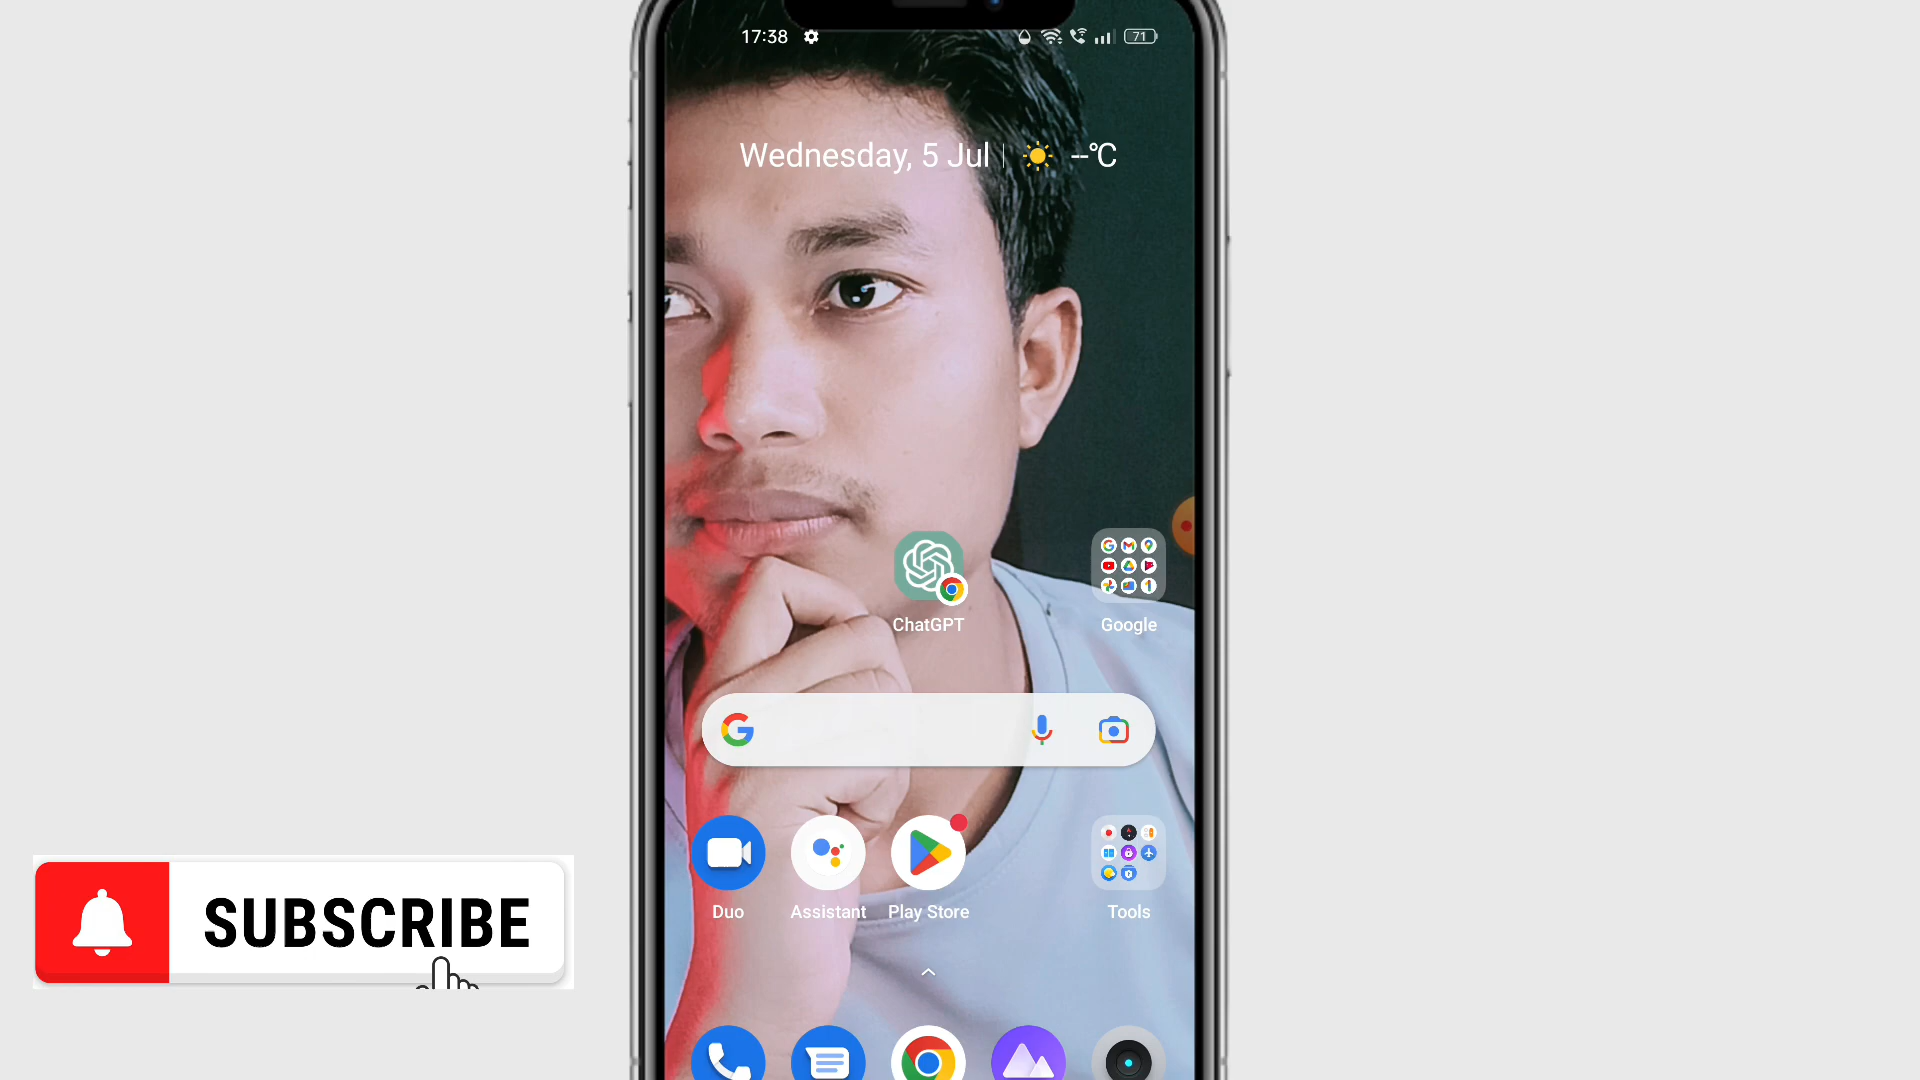 17:38
71
Wednesday, 5 Jul
--°C
ChatGPT
Google
Duo
Assistant
Play Store
Tools
SUBSCRIBE